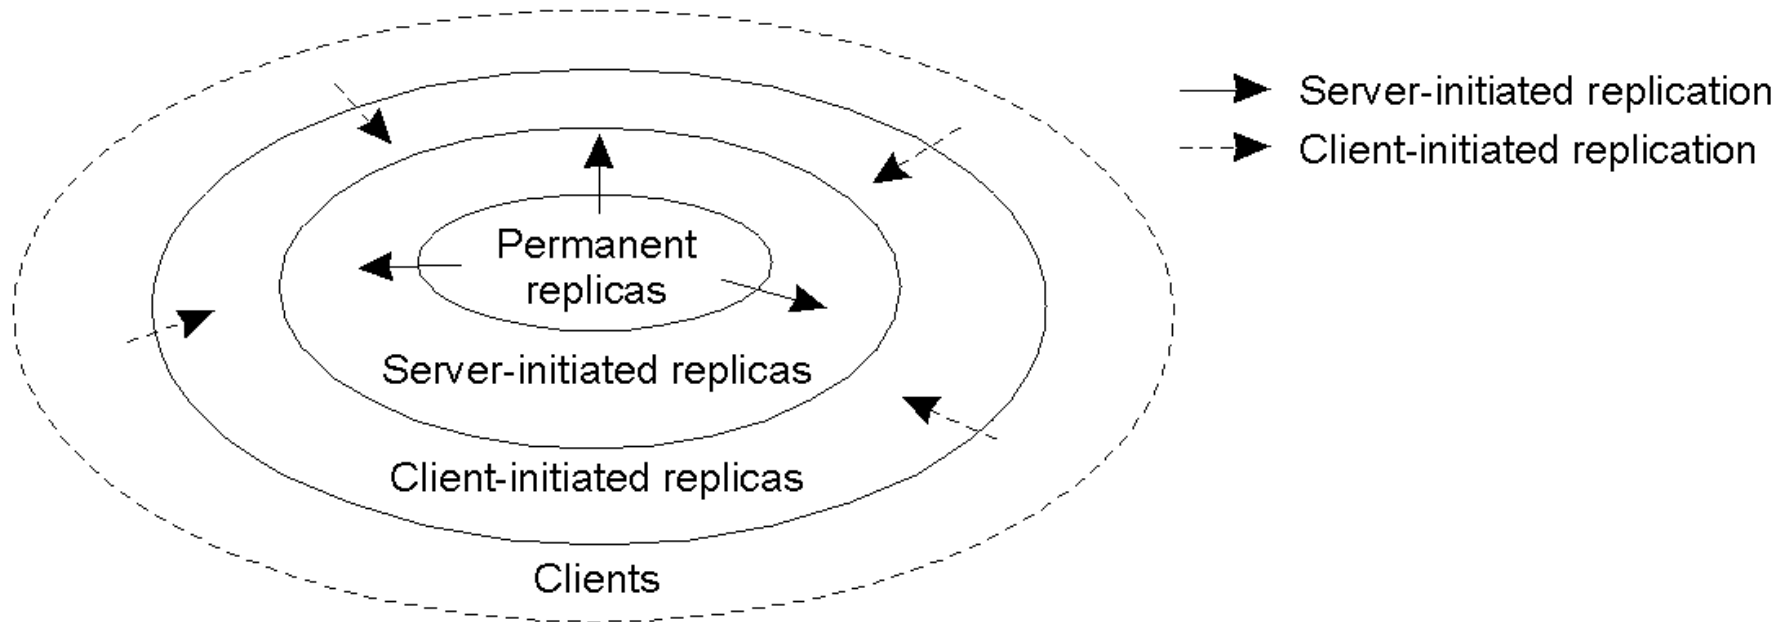 Server-initiated replication
Client-initiated replication
Permanent
replicas
Server-initiated replicas
Client-initiated replicas
Clients